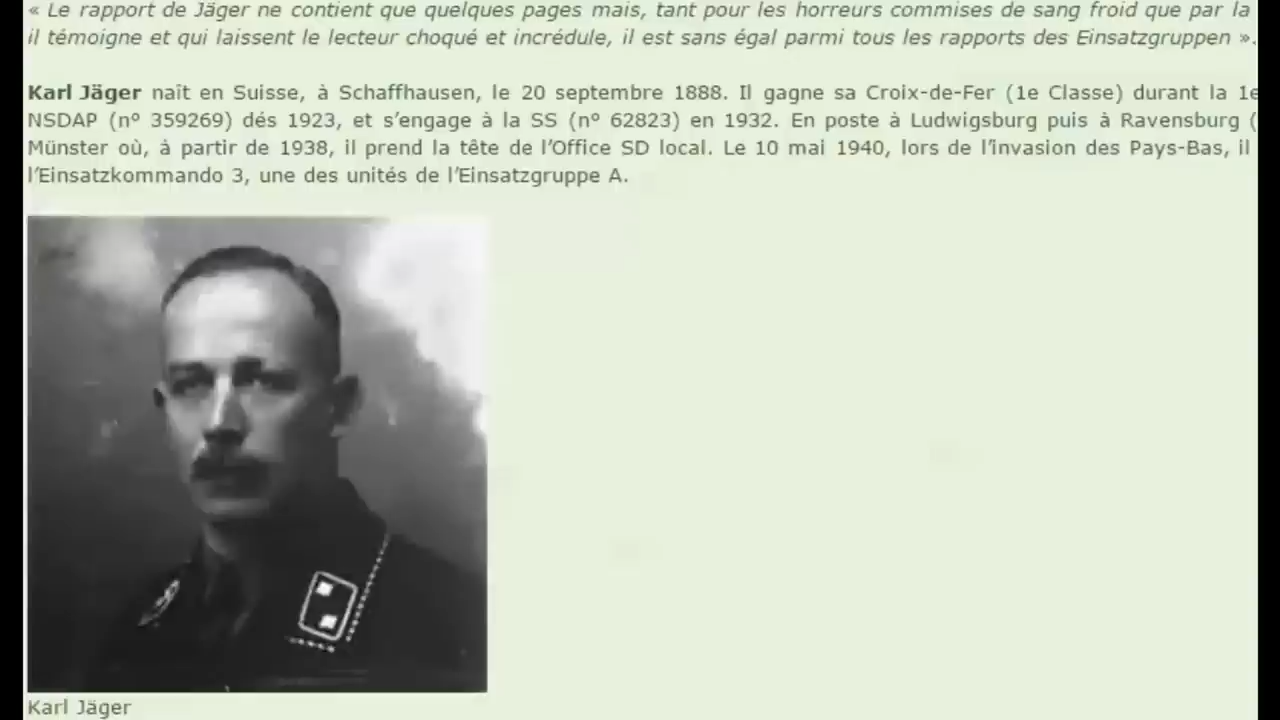 « Le rapport de Jäger ne contient que quelques pages mais, tant pour les horreurs commises de sang froid que par la
il témoigne et qui laissent le lecteur choqué et incrédule, il est sans égal parmi tous les rapports des Einsatzgruppen ».
Karl Jäger naît en Suisse, à Schaffhausen, le 20 septembre 1888. Il gagne sa Croix-de-Fer (1e Classe) durant la 1e
NSDAP (nº 359269) dés 1923, et s’engage à la SS (nº 62823) en 1932. En poste à Ludwigsburg puis à Ravensburg (
Münster où, à partir de 1938, il prend la tête de l’Office SD local. Le 10 mai 1940, lors de l’invasion des Pays-Bas, il
l’Einsatzkommando 3, une des unités de l’Einsatzgruppe A.
Karl Jäger